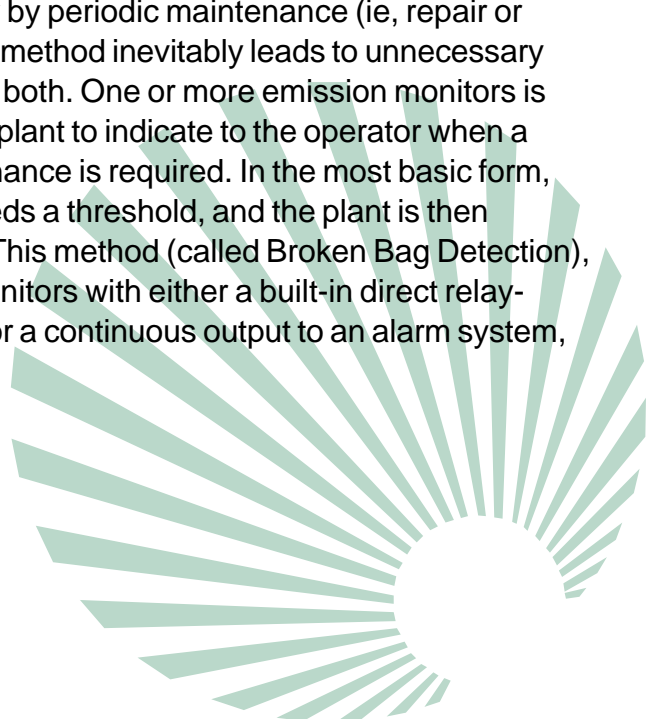 by periodic maintenance (ie, repair or
method inevitably leads to unnecessary
both. One or more emission monitors is
plant to indicate to the operator when a
nance is required. In the most basic form,
eds a threshold, and the plant is then
This method (called Broken Bag Detection),
nitors with either a built-in direct relay-
or a continuous output to an alarm system,